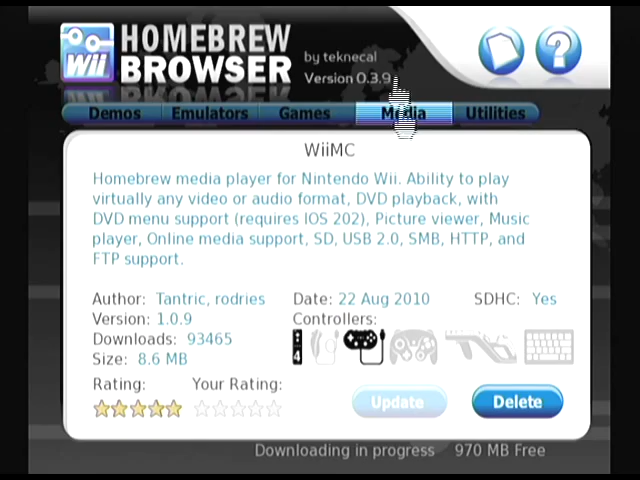 Wii
HOMEBREW
BROWSER
by teknecal
Version 0.3.9
Demos Emulators Games Media Utilities
WiiMC
Homebrew media player for Nintendo Wii. Ability to play
virtually any video or audio format, DVD playback, with
DVD menu support (requires IOS 202), Picture viewer, Music
player, Online media support, SD, USB 2.0, SMB, HTTP, and
FTP support.
Author: Tantric, rodries Date: 22 Aug 2010 SDHC: Yes
Version: 1.0.9 Controllers:
Downloads: 93465
4
Size: 8.6 MB
Rating: Your Rating:
Update Delete
Downloading in progress 970 MB Free